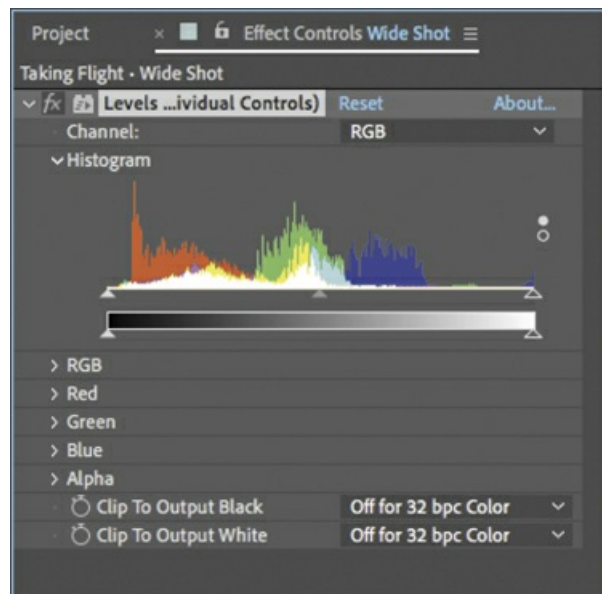 Project × Effect Controls Wide Shot ≡
Taking Flight • Wide Shot
fx Levels ...ividual Controls) Reset About...
Channel: RGB
Histogram
RGB
Red
Green
Blue
Alpha
Clip To Output Black Off for 32 bpc Color
Clip To Output White Off for 32 bpc Color